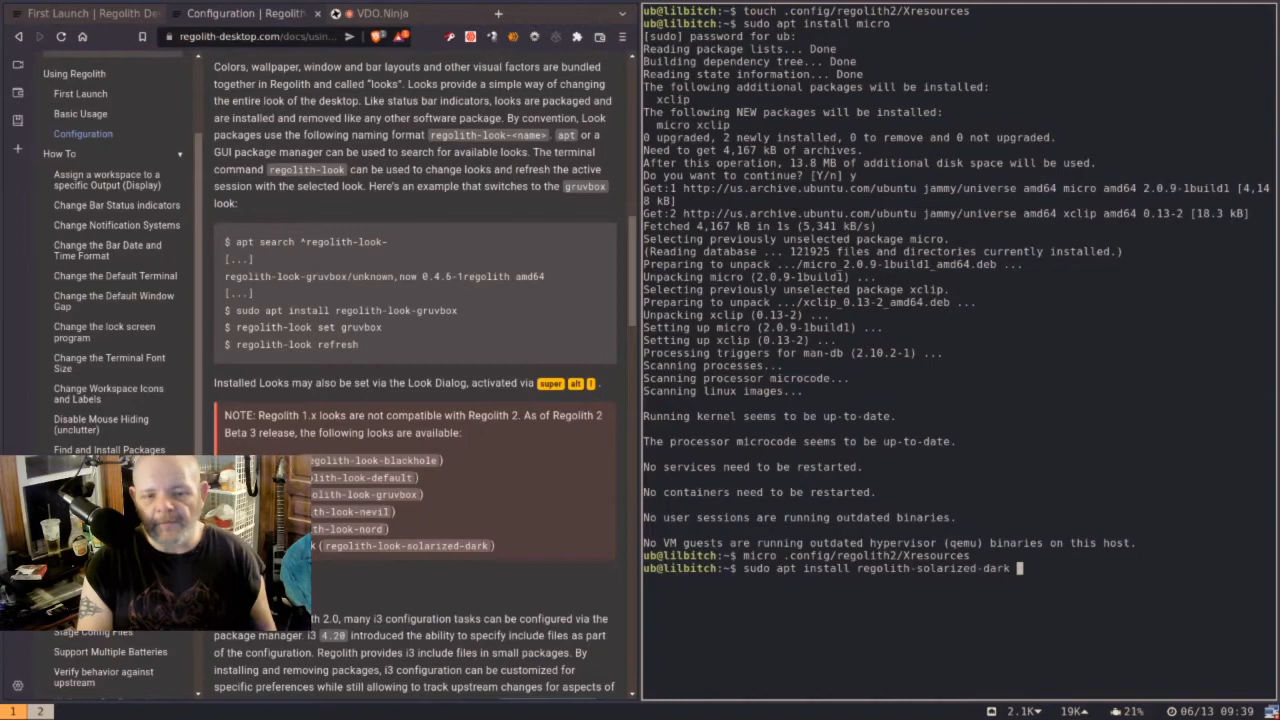 First Launch | Regolith De
Configuration | Regolith
VDO.Ninja
regolith-desktop.com/docs/usin...
Using Regolith
First Launch
Basic Usage
Configuration
How To
Assign a workspace to a
specific Output (Display)
Change Bar Status indicators
Change Notification Systems
Change the Bar Date and
Time Format
Change the Default Terminal
Change the Default Window
Gap
Change the lock screen
program
Change the Terminal Font
Size
Change Workspace Icons
and Labels
Disable Mouse Hiding
(unclutter)
Find and Install Packages
Stage Config Files
Support Multiple Batteries
Verify behavior against
upstream
Colors, wallpaper, window and bar layouts and other visual factors are bundled
together in Regolith and called "looks". Looks provide a simple way of changing
the entire look of the desktop. Like status bar indicators, looks are packaged and
are installed and removed like any other software package. By convention, Look
packages use the following naming format regolith-look-<name>. apt or a
GUI package manager can be used to search for available looks. The terminal
command regolith-look can be used to change looks and refresh the active
session with the selected look. Here's an example that switches to the gruvbox
look:
$ apt search ^regolith-look-
[...]
regolith-look-gruvbox/unknown,now 0.4.6-1regolith amd64
[...]
$ sudo apt install regolith-look-gruvbox
$ regolith-look set gruvbox
$ regolith-look refresh
Installed Looks may also be set via the Look Dialog, activated via super alt l .
NOTE: Regolith 1.x looks are not compatible with Regolith 2. As of Regolith 2
Beta 3 release, the following looks are available:
egolith-look-blackhole)
golith-look-default)
golith-look-gruvbox)
lith-look-nevil)
th-look-nord)
k (regolith-look-solarized-dark)
th 2.0, many i3 configuration tasks can be configured via the
package manager. i3 4.20 introduced the ability to specify include files as part
of the configuration. Regolith provides i3 include files in small packages. By
installing and removing packages, i3 configuration can be customized for
specific preferences while still allowing to track upstream changes for aspects of
ub@lilbitch:~$ touch .config/regolith2/Xresources
ub@lilbitch:~$ sudo apt install micro
[sudo] password for ub:
Reading package lists... Done
Building dependency tree... Done
Reading state information... Done
The following additional packages will be installed:
xclip
The following NEW packages will be installed:
micro xclip
0 upgraded, 2 newly installed, 0 to remove and 0 not upgraded.
Need to get 4,167 kB of archives.
After this operation, 13.8 MB of additional disk space will be used.
Do you want to continue? [Y/n] y
Get:1 http://us.archive.ubuntu.com/ubuntu jammy/universe amd64 micro amd64 2.0.9-1build1 [4,14
8 kB]
Get:2 http://us.archive.ubuntu.com/ubuntu jammy/universe amd64 xclip amd64 0.13-2 [18.3 kB]
Fetched 4,167 kB in 1s (5,341 kB/s)
Selecting previously unselected package micro.
(Reading database ... 121925 files and directories currently installed.)
Preparing to unpack .../micro_2.0.9-1build1_amd64.deb ...
Unpacking micro (2.0.9-1build1) ...
Selecting previously unselected package xclip.
Preparing to unpack .../xclip_0.13-2_amd64.deb ...
Unpacking xclip (0.13-2) ...
Setting up micro (2.0.9-1build1) ...
Setting up xclip (0.13-2) ...
Processing triggers for man-db (2.10.2-1) ...
Scanning processes...
Scanning processor microcode...
Scanning linux images...
Running kernel seems to be up-to-date.
The processor microcode seems to be up-to-date.
No services need to be restarted.
No containers need to be restarted.
No user sessions are running outdated binaries.
No VM guests are running outdated hypervisor (qemu) binaries on this host.
ub@lilbitch:~$ micro .config/regolith2/Xresources
ub@lilbitch:~$ sudo apt install regolith-solarized-dark
1 2
2.1K 19K 21% 06/13 09:39